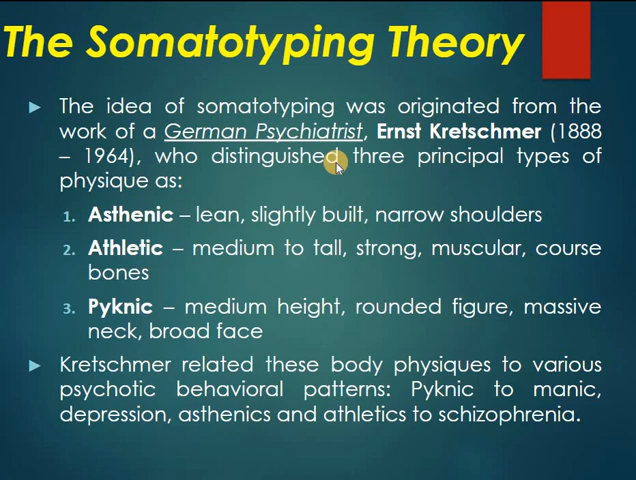 The Somatotyping Theory
► The idea of somatotyping was originated from the
work of a German Psychiatrist, Ernst Kretschmer (1888
– 1964), who distinguished three principal types of
physique as:
1. Asthenic – lean, slightly built, narrow shoulders
2. Athletic – medium to tall, strong, muscular, course
bones
3. Pyknic – medium height, rounded figure, massive
neck, broad face
► Kretschmer related these body physiques to various
psychotic behavioral patterns: Pyknic to manic,
depression, asthenics and athletics to schizophrenia.